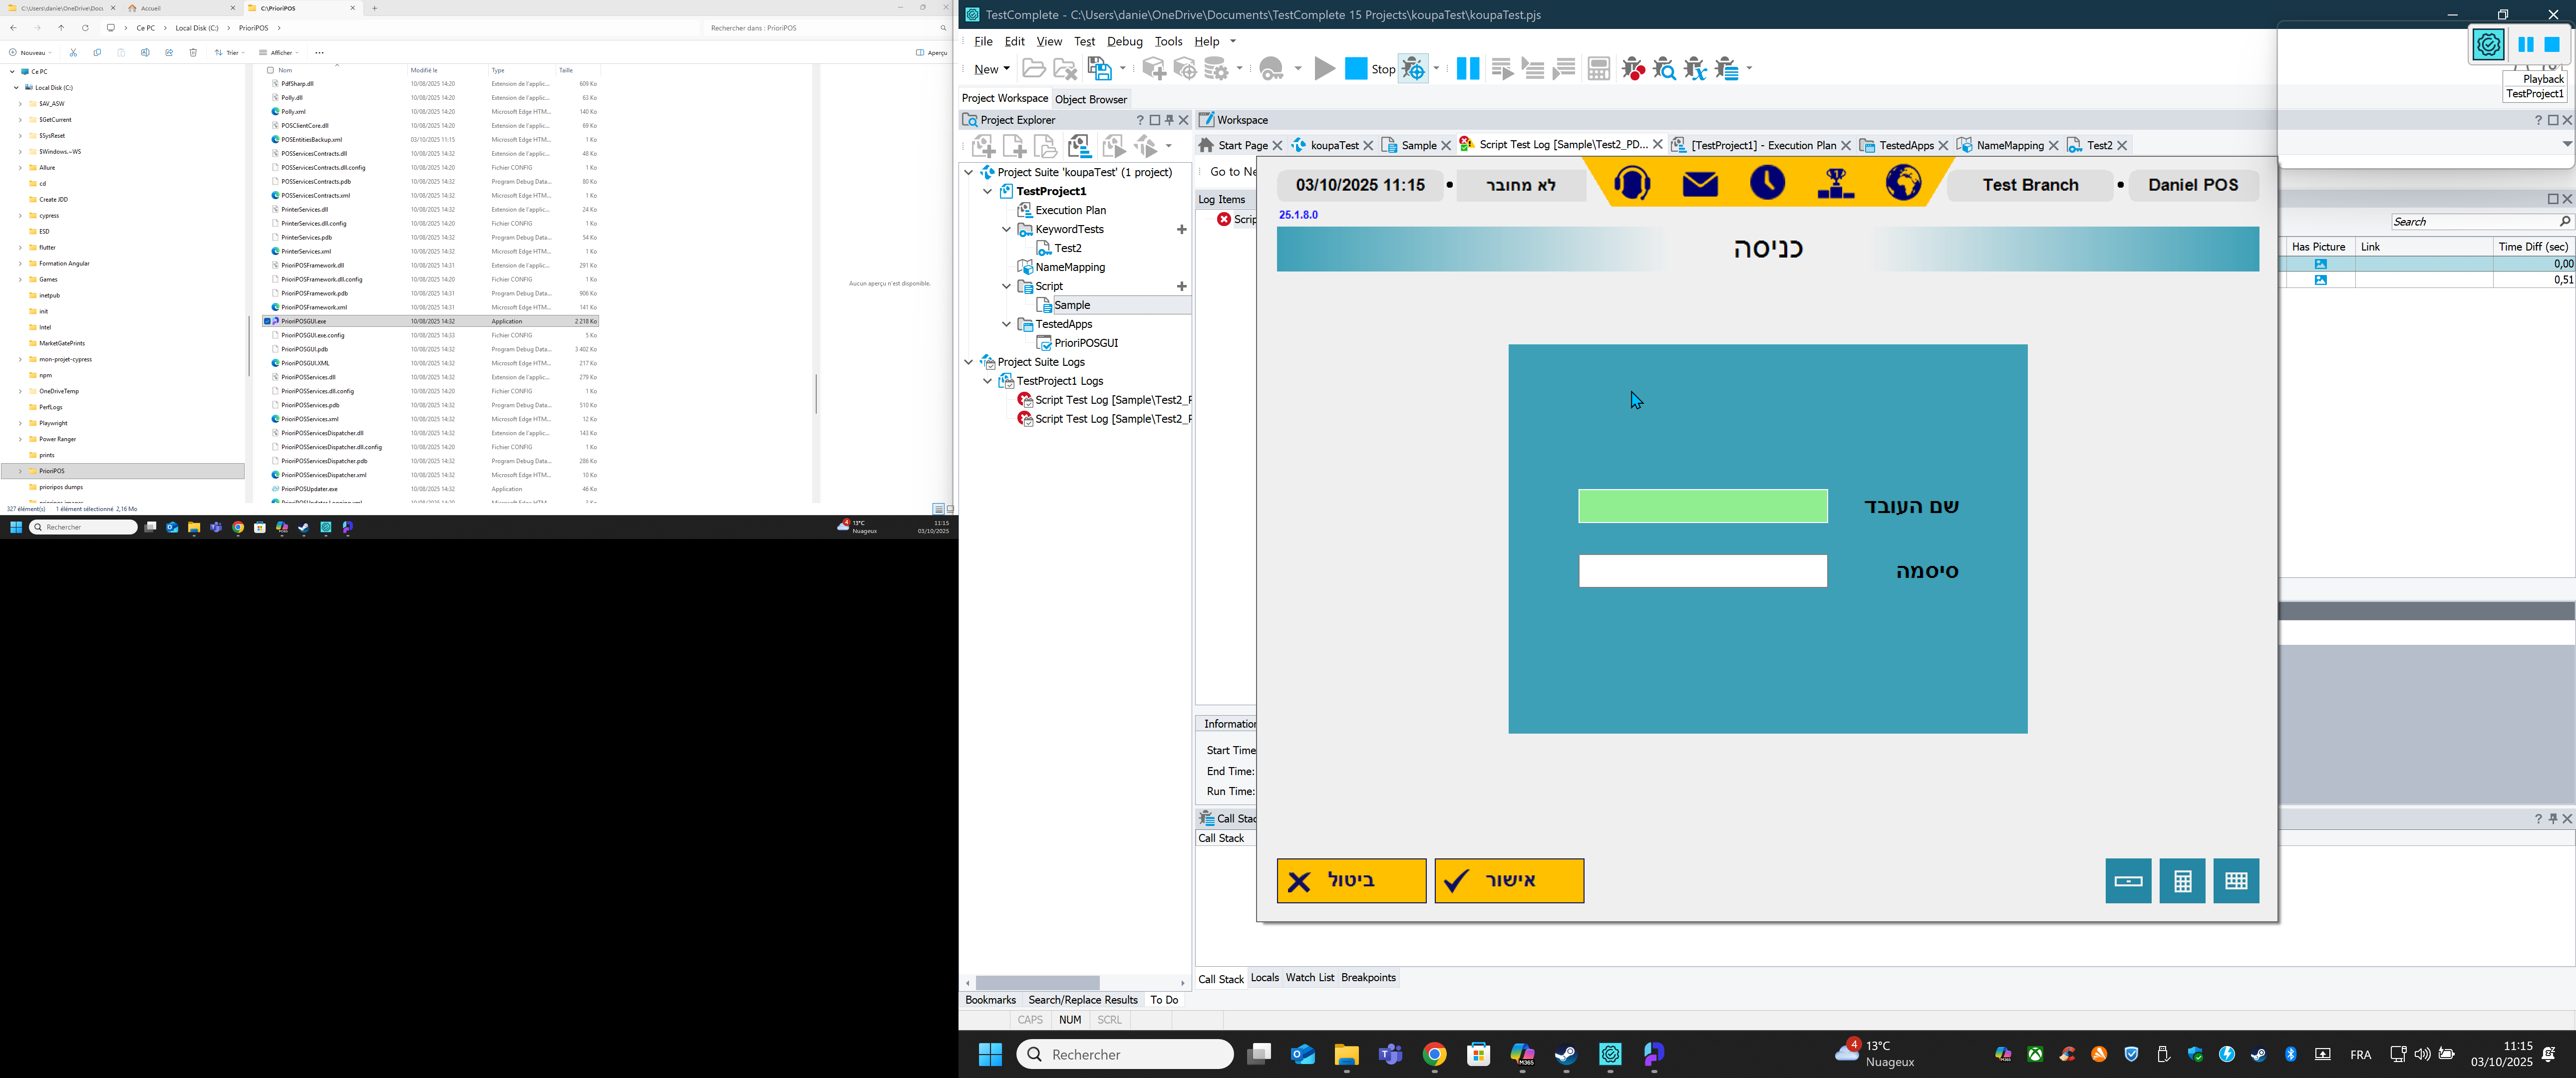 C:\Users\danie\OneDrive\Docu
Accueil
C:\PrioriPOS
Ce PC
Local Disk (C:)
PrioriPOS
Rechercher dans : PrioriPOS
Nouveau
Trier
Afficher
Aperçu
Ce PC
Local Disk (C:)
$AV_ASW
$GetCurrent
$SysReset
$Windows.~WS
Allure
cd
Create JDD
cypress
ESD
flutter
Formation Angular
Games
inetpub
init
Intel
MarketGatePrints
mon-projet-cypress
npm
OneDriveTemp
PerfLogs
Playwright
Power Ranger
prints
PrioriPOS
prioripos dumps
Nom Modifié le Type Taille
PdfSharp.dll 10/08/2025 14:20 Extension de l'applic... 609 Ko
Polly.dll 10/08/2025 14:20 Extension de l'applic... 63 Ko
Polly.xml 10/08/2025 14:20 Microsoft Edge HTM... 140 Ko
POSClientCore.dll 10/08/2025 14:20 Extension de l'applic... 69 Ko
POSEntitiesBackup.xml 03/10/2025 11:15 Microsoft Edge HTM... 1 Ko
POSServicesContracts.dll 10/08/2025 14:32 Extension de l'applic... 48 Ko
POSServicesContracts.dll.config 10/08/2025 14:20 Fichier CONFIG 1 Ko
POSServicesContracts.pdb 10/08/2025 14:32 Program Debug Data... 80 Ko
POSServicesContracts.xml 10/08/2025 14:32 Microsoft Edge HTM... 1 Ko
PrinterServices.dll 10/08/2025 14:32 Extension de l'applic... 24 Ko
PrinterServices.dll.config 10/08/2025 14:20 Fichier CONFIG 1 Ko
PrinterServices.pdb 10/08/2025 14:32 Program Debug Data... 54 Ko
PrinterServices.xml 10/08/2025 14:32 Microsoft Edge HTM... 1 Ko
PrioriPOSFramework.dll 10/08/2025 14:31 Extension de l'applic... 291 Ko
PrioriPOSFramework.dll.config 10/08/2025 14:20 Fichier CONFIG 1 Ko
PrioriPOSFramework.pdb 10/08/2025 14:31 Program Debug Data... 906 Ko
PrioriPOSFramework.xml 10/08/2025 14:31 Microsoft Edge HTM... 141 Ko
PrioriPOSGUI.exe 10/08/2025 14:32 Application 2 218 Ko
PrioriPOSGUI.exe.config 10/08/2025 14:33 Fichier CONFIG 5 Ko
PrioriPOSGUI.pdb 10/08/2025 14:32 Program Debug Data... 3 402 Ko
PrioriPOSGUI.XML 10/08/2025 14:32 Microsoft Edge HTM... 217 Ko
PrioriPOSServices.dll 10/08/2025 14:32 Extension de l'applic... 279 Ko
PrioriPOSServices.dll.config 10/08/2025 14:20 Fichier CONFIG 1 Ko
PrioriPOSServices.pdb 10/08/2025 14:32 Program Debug Data... 510 Ko
PrioriPOSServices.xml 10/08/2025 14:32 Microsoft Edge HTM... 12 Ko
PrioriPOSServicesDispatcher.dll 10/08/2025 14:32 Extension de l'applic... 143 Ko
PrioriPOSServicesDispatcher.dll.config 10/08/2025 14:20 Fichier CONFIG 1 Ko
PrioriPOSServicesDispatcher.pdb 10/08/2025 14:32 Program Debug Data... 286 Ko
PrioriPOSServicesDispatcher.xml 10/08/2025 14:32 Microsoft Edge HTM... 10 Ko
PrioriPOSUpdater.exe 10/08/2025 14:32 Application 46 Ko
Aucun aperçu n'est disponible.
327 élément(s) 1 élément sélectionné 2,16 Mo
Rechercher
4
13°C
Nuageux
11:15
03/10/2025
TestComplete - C:\Users\danie\OneDrive\Documents\TestComplete 15 Projects\koupaTest\koupaTest.pjs
File Edit View Test Debug Tools Help
New
Stop
Playback
TestProject1
Project Workspace Object Browser
Project Explorer
Workspace
Start Page
koupaTest
Sample
Script Test Log [Sample\Test2_PD...
[TestProject1] - Execution Plan
TestedApps
NameMapping
Test2
Project Suite 'koupaTest' (1 project)
TestProject1
Execution Plan
KeywordTests
Test2
NameMapping
Script
Sample
TestedApps
PrioriPOSGUI
Project Suite Logs
TestProject1 Logs
Script Test Log [Sample\Test2_P
Script Test Log [Sample\Test2_P
Go to Ne
Log Items
Scrip
Search
Has Picture Link Time Diff (sec)
0,00
0,51
03/10/2025 11:15
לא מחובר
Test Branch
Daniel POS
25.1.8.0
כניסה
שם העובד
סיסמה
ביטול
אישור
Information
Start Time
End Time:
Run Time:
Call Stac
Call Stack
Call Stack Locals Watch List Breakpoints
Bookmarks Search/Replace Results To Do
CAPS NUM SCRL
Rechercher
M365
4
13°C
Nuageux
FRA
11:15
03/10/2025